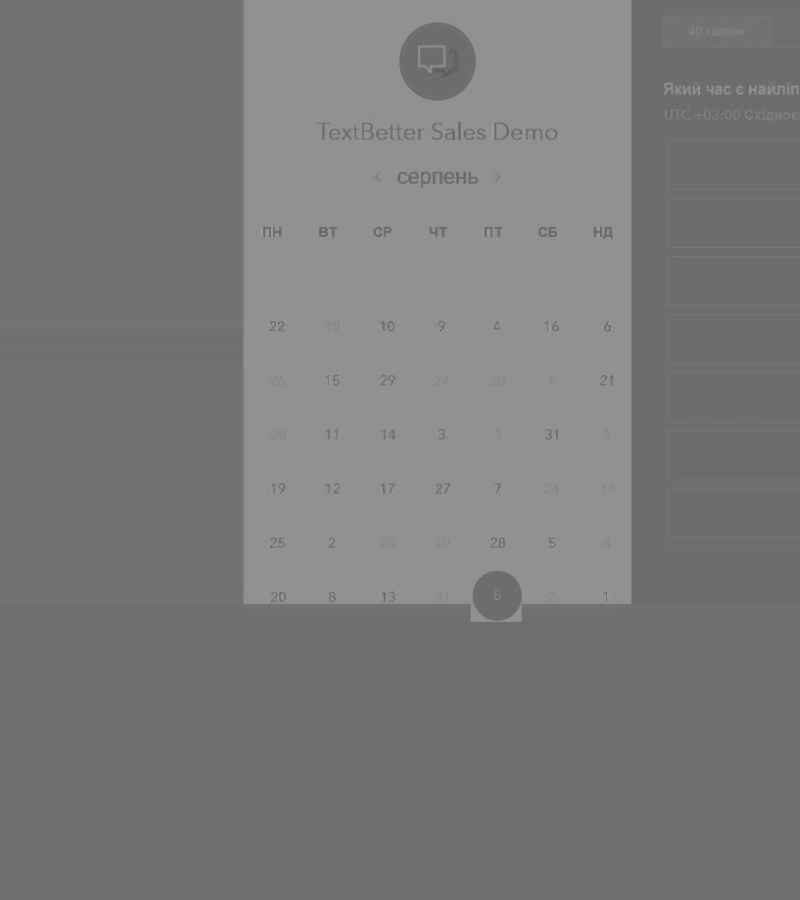 40 хвилин
TextBetter Sales Demo
Який час є найліп
UTC +03:00 Східноє
‹ серпень ›
ПН ВТ СР ЧТ ПТ СБ НД
22 19 10 9 4 16 6
26 15 29 24 20 1 21
28 11 14 3 3 31 5
19 12 17 27 7 24 13
25 2 20 10 28 5 4
20 8 13 31 8 2 1